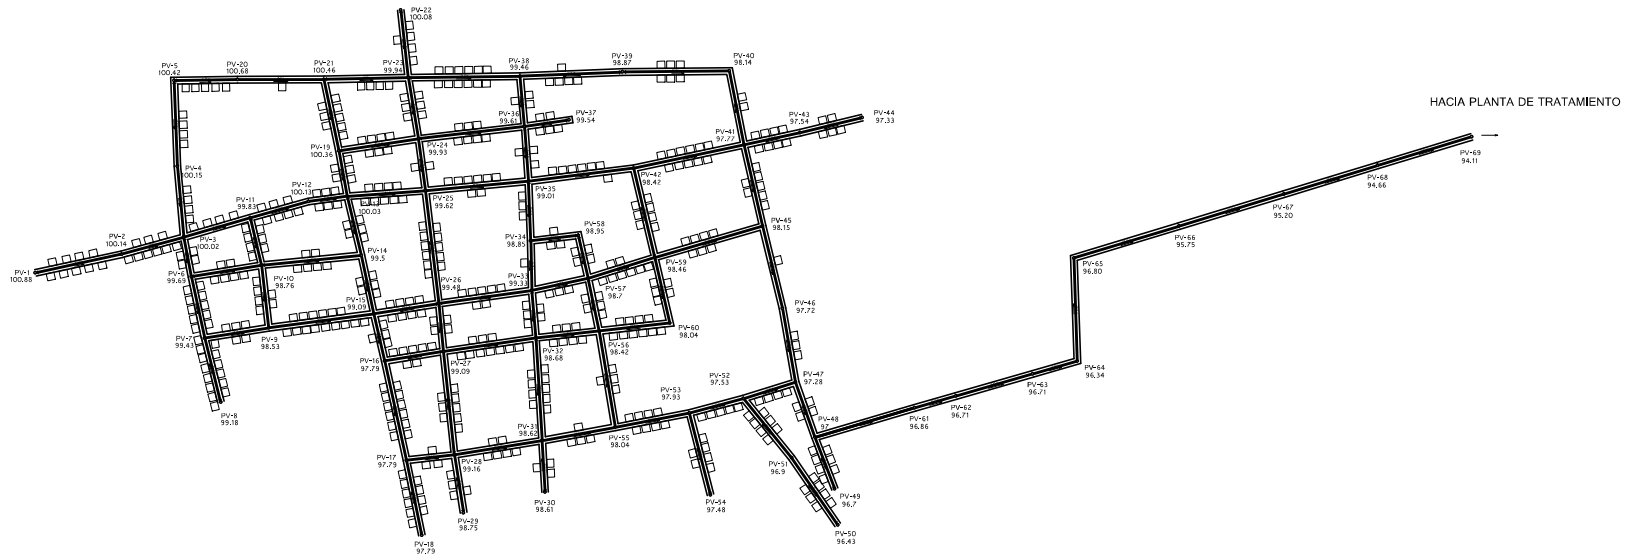 PV-22
100.08
PV-5
100.42
PV-20
100.68
PV-21
100.46
PV-23
99.94
PV-38
99.46
PV-39
98.87
PV-40
98.14
HACIA PLANTA DE TRATAMIENTO
PV-36
99.61
PV-37
99.54
PV-43
97.54
PV-44
97.33
PV-41
97.77
PV-19
100.36
PV-24
99.93
PV-69
94.11
PV-4
100.15
PV-42
98.42
PV-68
94.66
PV-12
100.13
PV-13
100.03
PV-25
99.62
PV-35
99.01
PV-11
99.83
PV-67
95.20
PV-2
100.14
PV-3
100.02
PV-58
98.95
PV-45
98.15
PV-34
98.85
PV-66
95.75
PV-14
99.5
PV-1
100.88
PV-6
99.69
PV-10
98.76
PV-59
98.46
PV-65
96.80
PV-33
99.33
PV-26
99.48
PV-57
98.7
PV-15
99.09
PV-46
97.72
PV-60
98.04
PV-7
99.43
PV-9
98.53
PV-32
98.68
PV-56
98.42
PV-16
97.79
PV-27
99.09
PV-64
96.34
PV-47
97.28
PV-52
97.53
PV-63
96.71
PV-53
97.93
PV-62
96.71
PV-8
99.18
PV-61
96.86
PV-48
97
PV-31
98.62
PV-55
98.04
PV-17
97.79
PV-28
99.16
PV-51
96.9
PV-49
96.7
PV-30
98.61
PV-54
97.48
PV-29
98.75
PV-50
96.43
PV-18
97.79